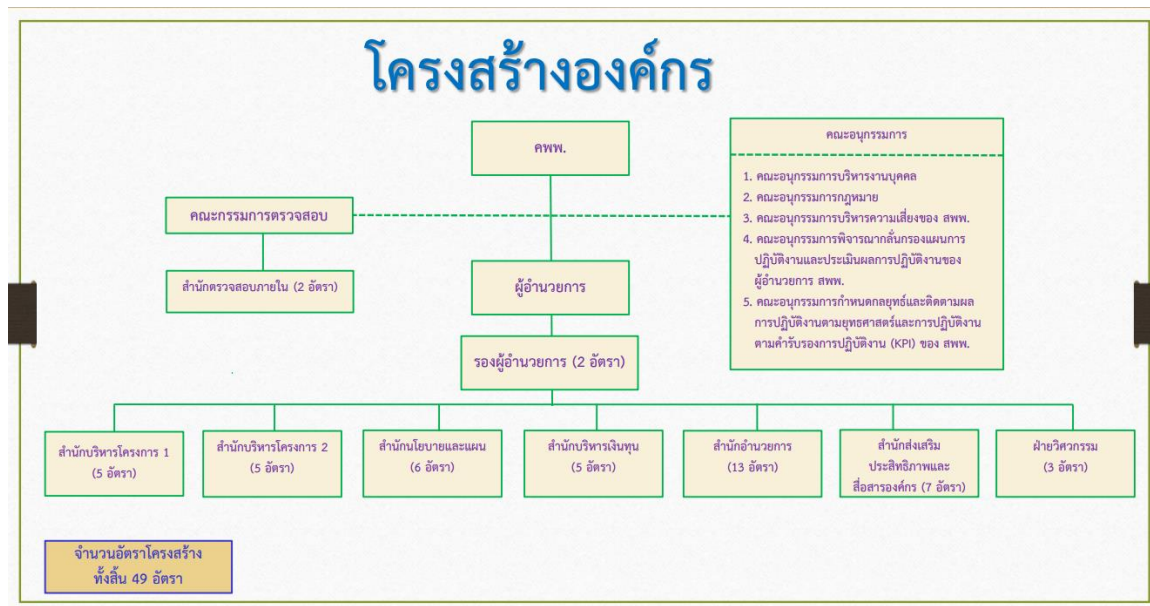 โครงสร้างองค์กร
คพพ.
คณะกรรมการตรวจสอบ
สำนักตรวจสอบภายใน (2 อัตรา)
ผู้อำนวยการ
รองผู้อำนวยการ (2 อัตรา)
คณะอนุกรรมการ
1. คณะอนุกรรมการบริหารงานบุคคล
2. คณะอนุกรรมการกฎหมาย
3. คณะอนุกรรมการบริหารความเสี่ยงของ สพพ.
4. คณะอนุกรรมการพิจารณากลั่นกรองแผนการ
ปฏิบัติงานและประเมินผลการปฏิบัติงานของ
ผู้อำนวยการ สพพ.
5. คณะอนุกรรมการกำหนดกลยุทธ์และติดตามผล
การปฏิบัติงานตามยุทธศาสตร์และการปฏิบัติงาน
ตามคำรับรองการปฏิบัติงาน (KPI) ของ สพพ.
สำนักบริหารโครงการ 1
(5 อัตรา)
สำนักบริหารโครงการ 2
(5 อัตรา)
สำนักนโยบายและแผน
(6 อัตรา)
สำนักบริหารเงินทุน
(5 อัตรา)
สำนักอำนวยการ
(13 อัตรา)
สำนักส่งเสริม
ประสิทธิภาพและ
สื่อสารองค์กร (7 อัตรา)
ฝ่ายวิศวกรรม
(3 อัตรา)
จำนวนอัตราโครงสร้าง
ทั้งสิ้น 49 อัตรา